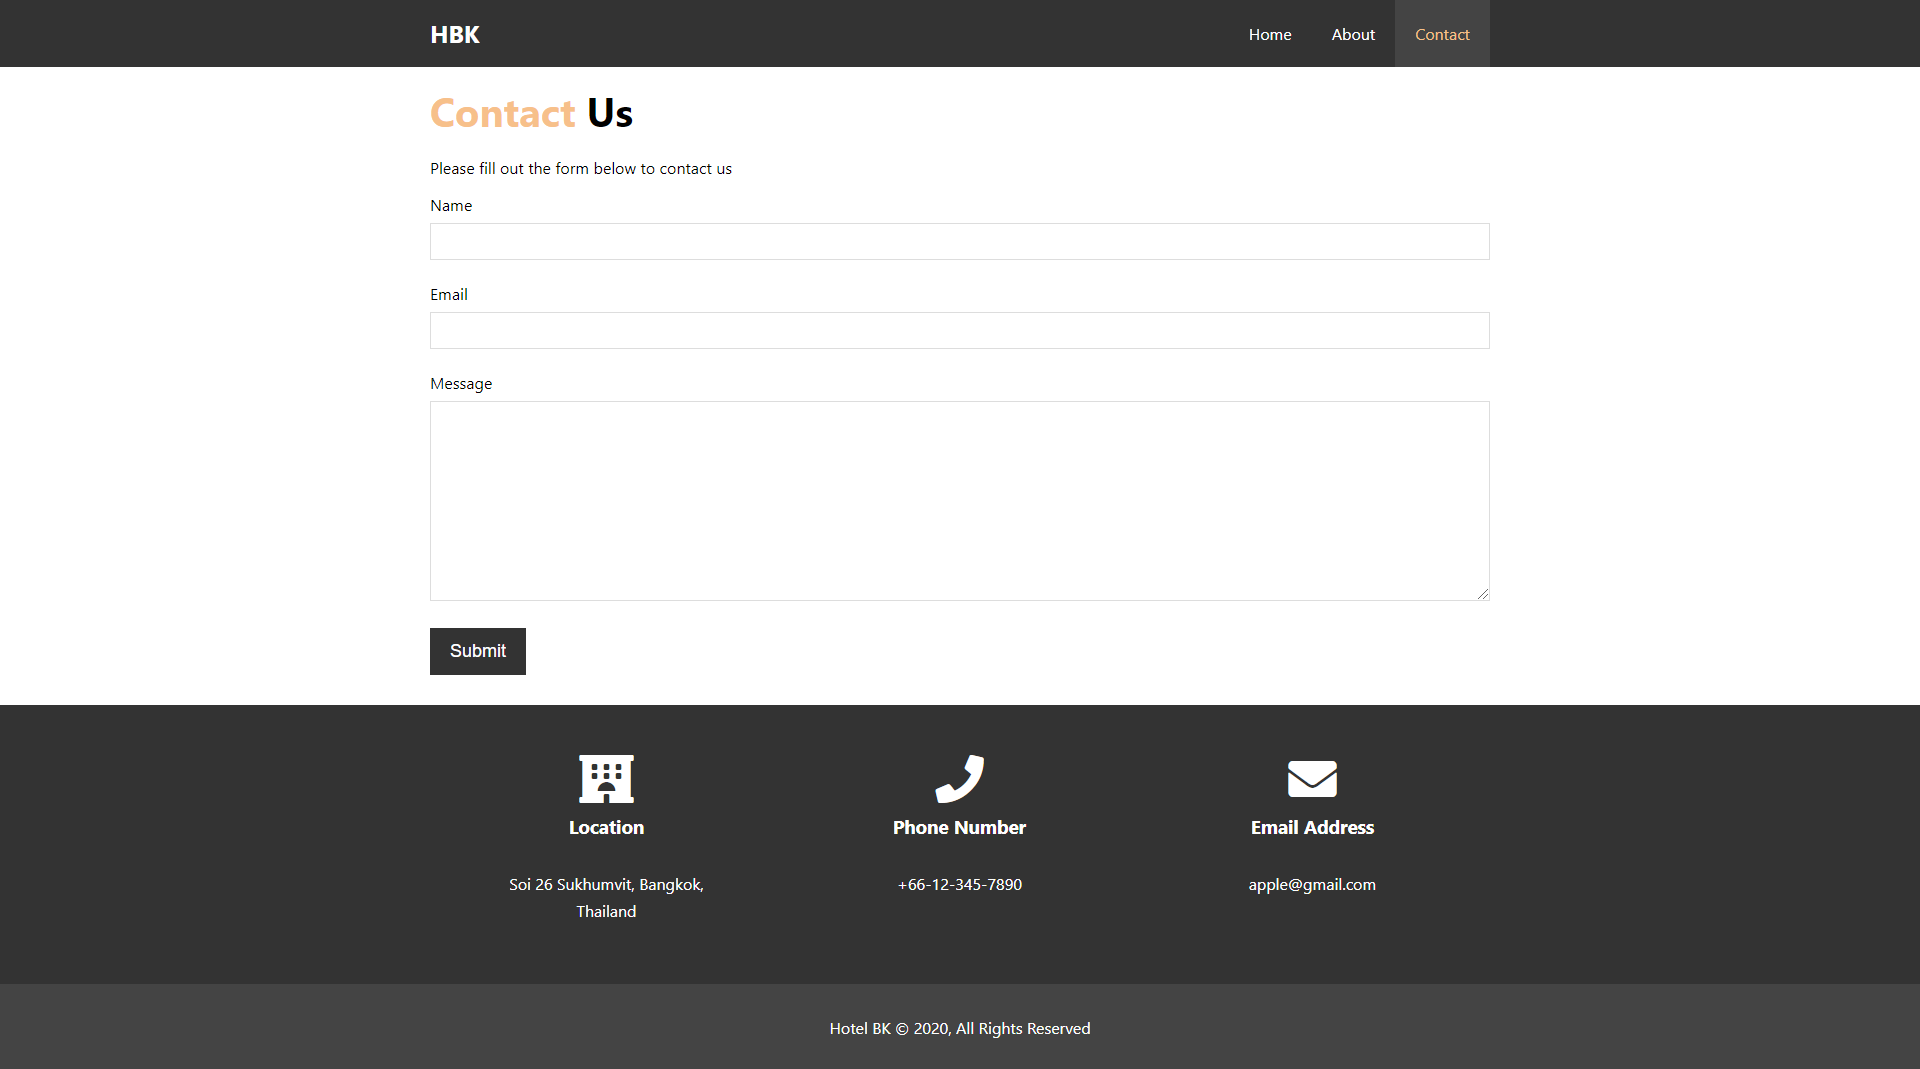 HBK
Home
About
Contact
Contact Us
Please fill out the form below to contact us
Name
Email
Message
Submit
Location
Phone Number
Email Address
Soi 26 Sukhumvit, Bangkok,
Thailand
+66-12-345-7890
apple@gmail.com
Hotel BK © 2020, All Rights Reserved